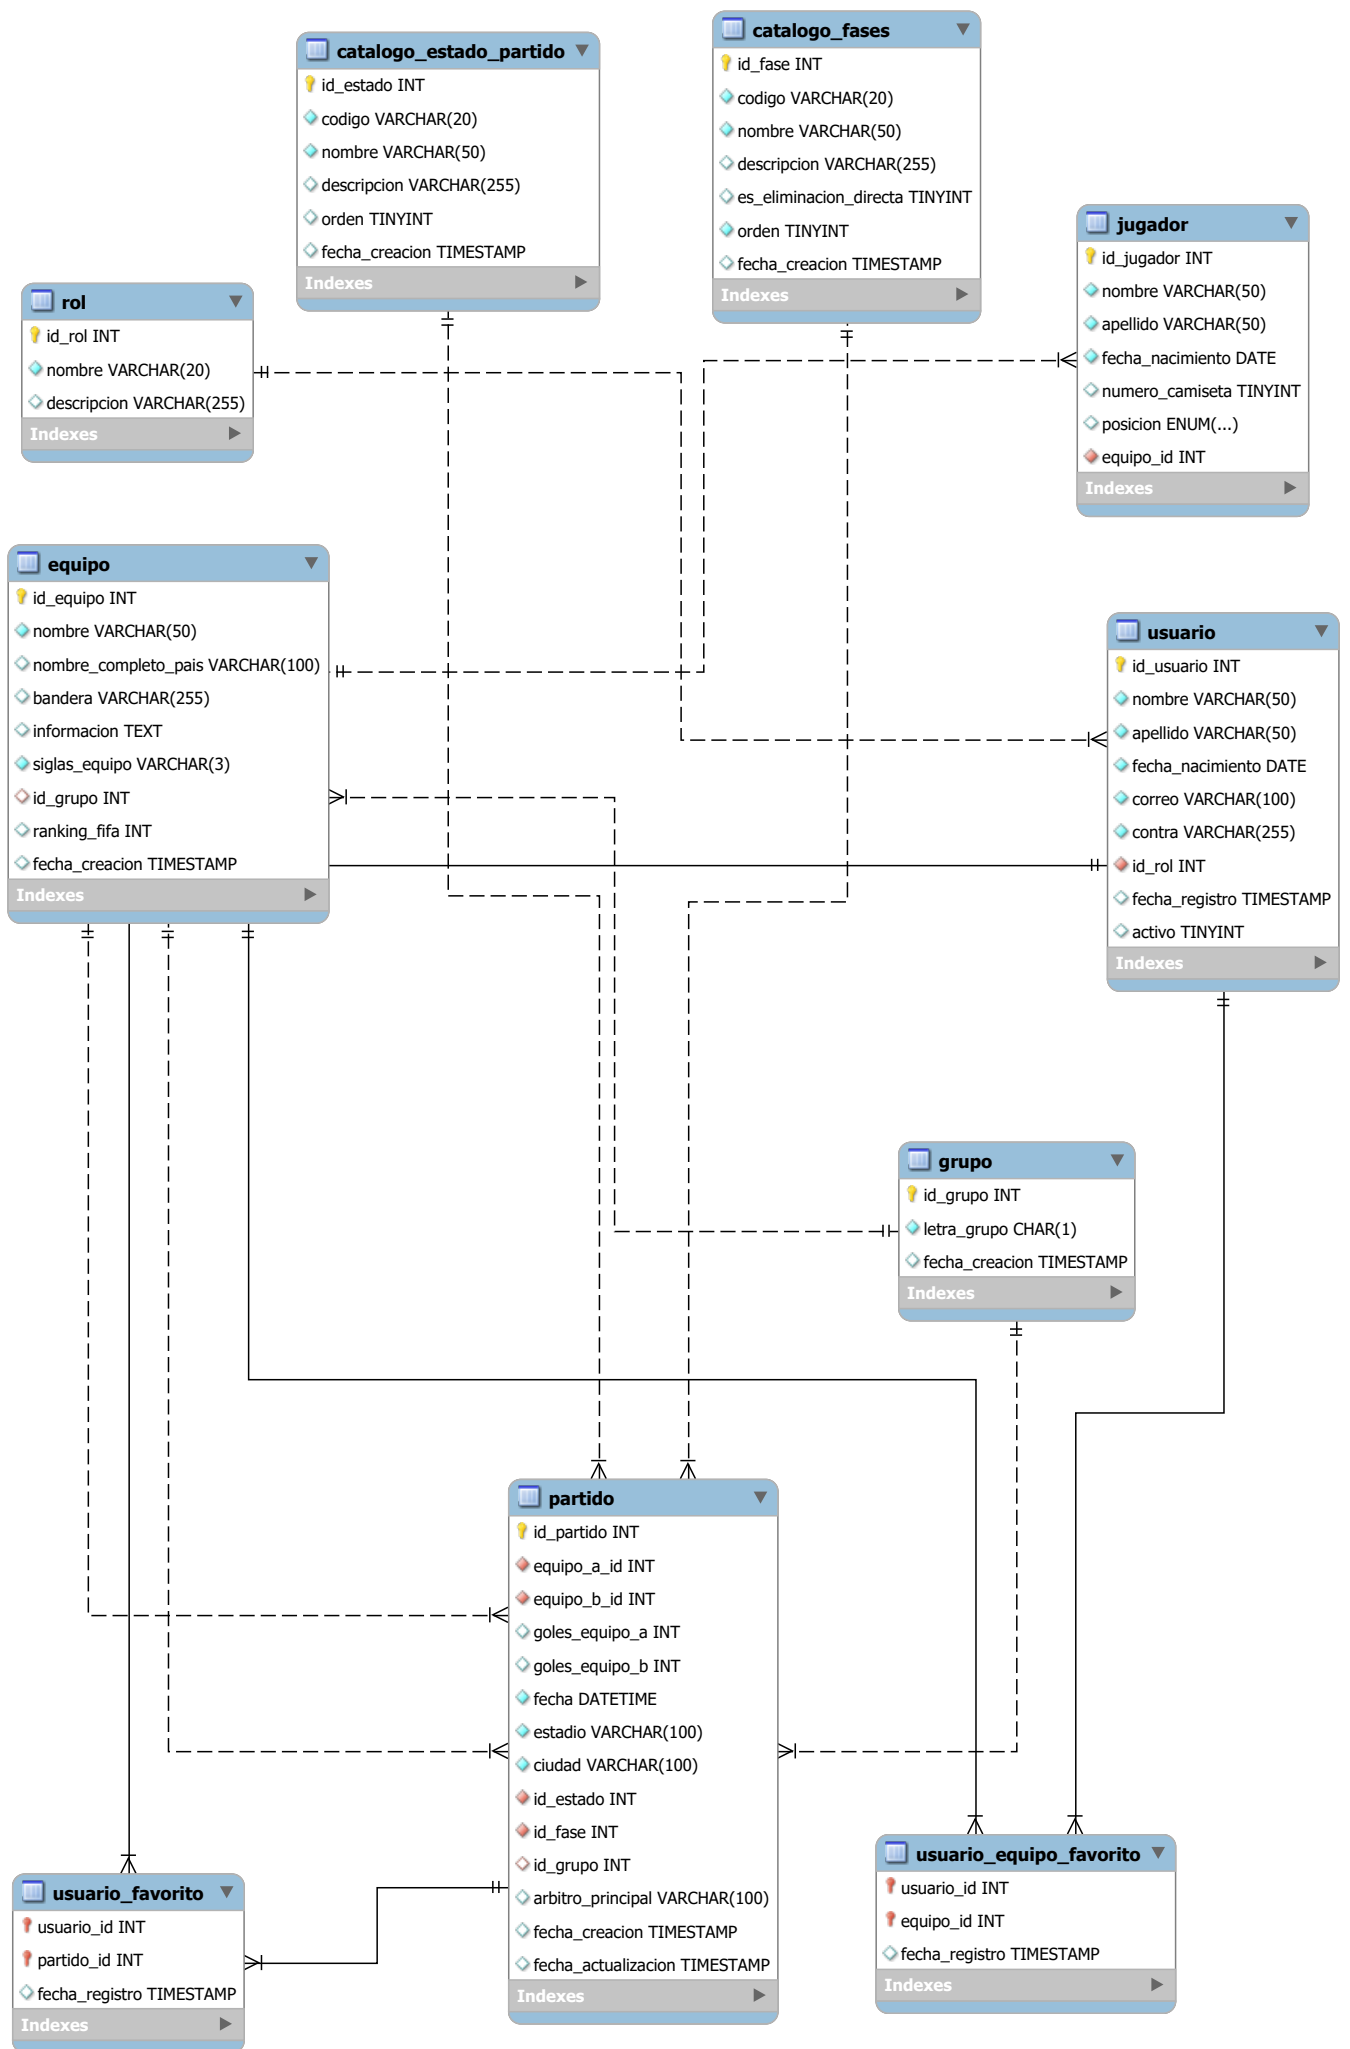 catalogo_estado_partido
id_estado INT
codigo VARCHAR(20)
nombre VARCHAR(50)
descripcion VARCHAR(255)
orden TINYINT
fecha_creacion TIMESTAMP
Indexes
catalogo_fases
id_fase INT
codigo VARCHAR(20)
nombre VARCHAR(50)
descripcion VARCHAR(255)
es_eliminacion_directa TINYINT
orden TINYINT
fecha_creacion TIMESTAMP
Indexes
jugador
id_jugador INT
nombre VARCHAR(50)
apellido VARCHAR(50)
fecha_nacimiento DATE
numero_camiseta TINYINT
posicion ENUM(...)
equipo_id INT
Indexes
rol
id_rol INT
nombre VARCHAR(20)
descripcion VARCHAR(255)
Indexes
equipo
id_equipo INT
nombre VARCHAR(50)
nombre_completo_pais VARCHAR(100)
bandera VARCHAR(255)
informacion TEXT
siglas_equipo VARCHAR(3)
id_grupo INT
ranking_fifa INT
fecha_creacion TIMESTAMP
Indexes
usuario
id_usuario INT
nombre VARCHAR(50)
apellido VARCHAR(50)
fecha_nacimiento DATE
correo VARCHAR(100)
contra VARCHAR(255)
id_rol INT
fecha_registro TIMESTAMP
activo TINYINT
Indexes
grupo
id_grupo INT
letra_grupo CHAR(1)
fecha_creacion TIMESTAMP
Indexes
partido
id_partido INT
equipo_a_id INT
equipo_b_id INT
goles_equipo_a INT
goles_equipo_b INT
fecha DATETIME
estadio VARCHAR(100)
ciudad VARCHAR(100)
id_estado INT
id_fase INT
id_grupo INT
arbitro_principal VARCHAR(100)
fecha_creacion TIMESTAMP
fecha_actualizacion TIMESTAMP
Indexes
usuario_favorito
usuario_id INT
partido_id INT
fecha_registro TIMESTAMP
Indexes
usuario_equipo_favorito
usuario_id INT
equipo_id INT
fecha_registro TIMESTAMP
Indexes